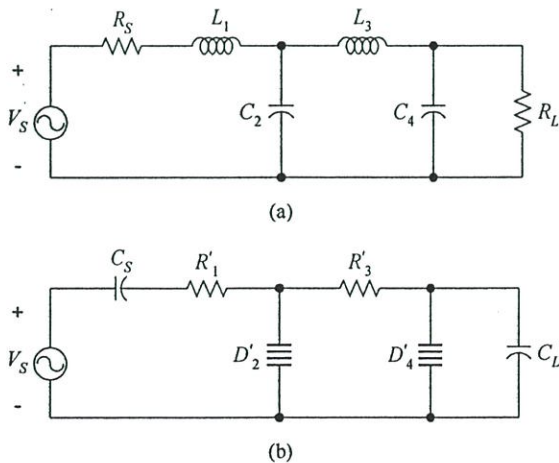 R_S L_1 L_3
+
V_S C_2 C_4 R_L
-
(a)
C_S R'_1 R'_3
+
V_S D'_2 D'_4 C_L
-
(b)